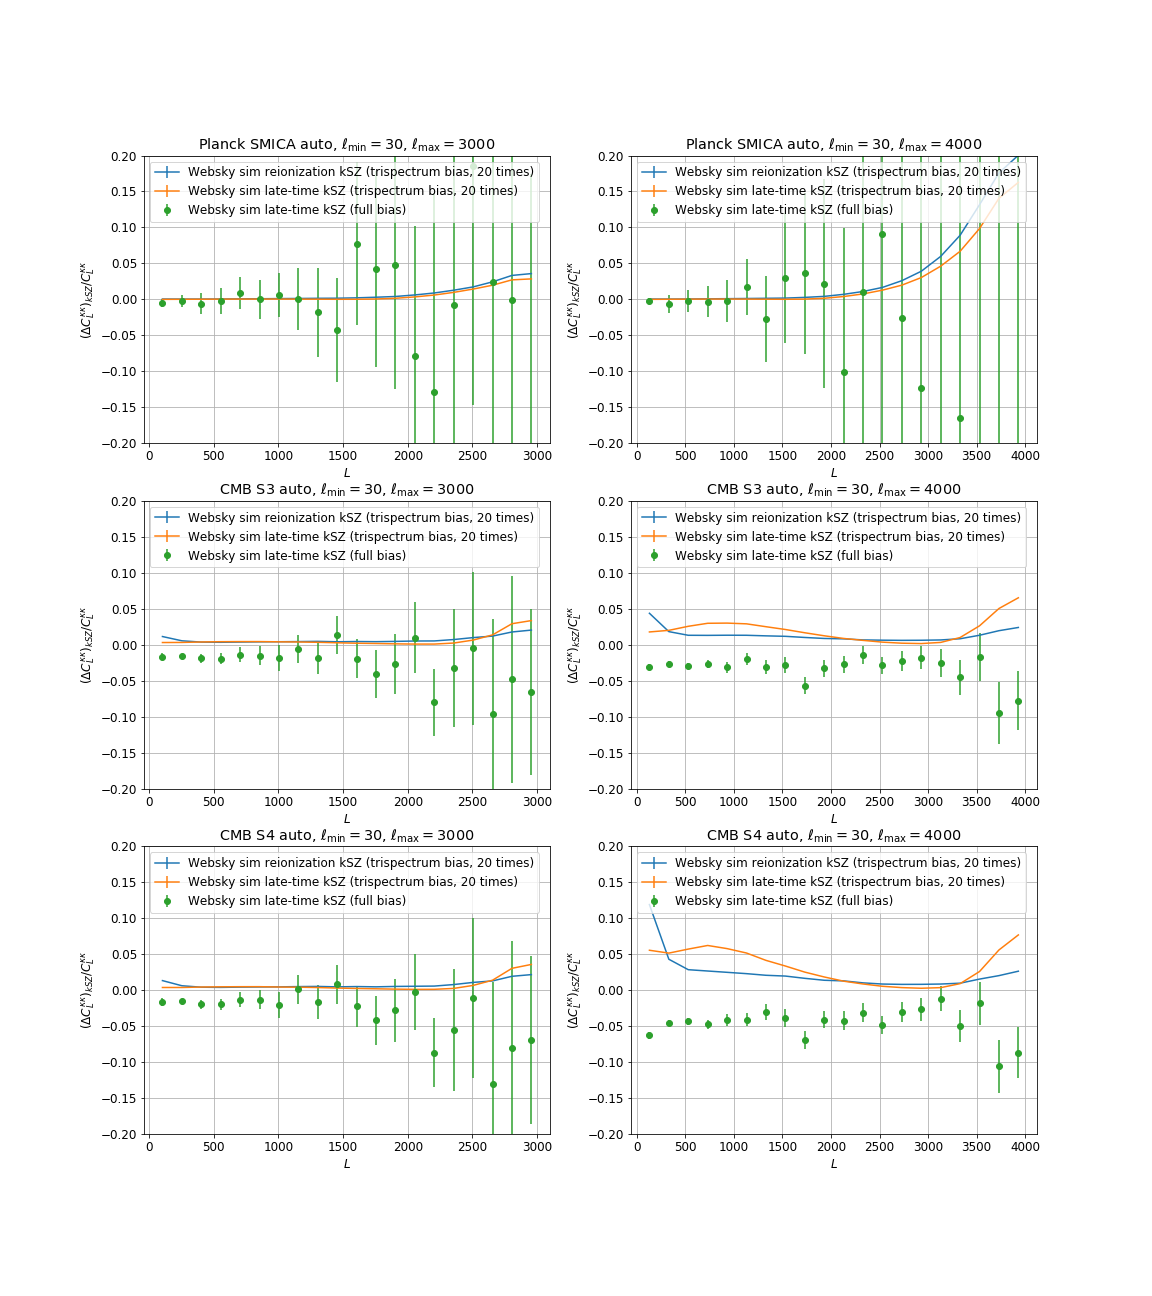 Planck SMICA auto, ℓmin = 30, ℓmax = 3000
0.20
0.15
0.10
0.05
0.00
−0.05
−0.10
−0.15
−0.20
(ΔC_L^κκ)_kSZ/C_L^κκ
Websky sim reionization kSZ (trispectrum bias, 20 times)
Websky sim late-time kSZ (trispectrum bias, 20 times)
Websky sim late-time kSZ (full bias)
0 500 1000 1500 2000 2500 3000
L
Planck SMICA auto, ℓmin = 30, ℓmax = 4000
0.20
0.15
0.10
0.05
0.00
−0.05
−0.10
−0.15
−0.20
(ΔC_L^κκ)_kSZ/C_L^κκ
Websky sim reionization kSZ (trispectrum bias, 20 times)
Websky sim late-time kSZ (trispectrum bias, 20 times)
Websky sim late-time kSZ (full bias)
0 500 1000 1500 2000 2500 3000 3500 4000
L
CMB S3 auto, ℓmin = 30, ℓmax = 3000
0.20
0.15
0.10
0.05
0.00
−0.05
−0.10
−0.15
−0.20
(ΔC_L^κκ)_kSZ/C_L^κκ
Websky sim reionization kSZ (trispectrum bias, 20 times)
Websky sim late-time kSZ (trispectrum bias, 20 times)
Websky sim late-time kSZ (full bias)
0 500 1000 1500 2000 2500 3000
L
CMB S3 auto, ℓmin = 30, ℓmax = 4000
0.20
0.15
0.10
0.05
0.00
−0.05
−0.10
−0.15
−0.20
(ΔC_L^κκ)_kSZ/C_L^κκ
Websky sim reionization kSZ (trispectrum bias, 20 times)
Websky sim late-time kSZ (trispectrum bias, 20 times)
Websky sim late-time kSZ (full bias)
0 500 1000 1500 2000 2500 3000 3500 4000
L
CMB S4 auto, ℓmin = 30, ℓmax = 3000
0.20
0.15
0.10
0.05
0.00
−0.05
−0.10
−0.15
−0.20
(ΔC_L^κκ)_kSZ/C_L^κκ
Websky sim reionization kSZ (trispectrum bias, 20 times)
Websky sim late-time kSZ (trispectrum bias, 20 times)
Websky sim late-time kSZ (full bias)
0 500 1000 1500 2000 2500 3000
L
CMB S4 auto, ℓmin = 30, ℓmax = 4000
0.20
0.15
0.10
0.05
0.00
−0.05
−0.10
−0.15
−0.20
(ΔC_L^κκ)_kSZ/C_L^κκ
Websky sim reionization kSZ (trispectrum bias, 20 times)
Websky sim late-time kSZ (trispectrum bias, 20 times)
Websky sim late-time kSZ (full bias)
0 500 1000 1500 2000 2500 3000 3500 4000
L